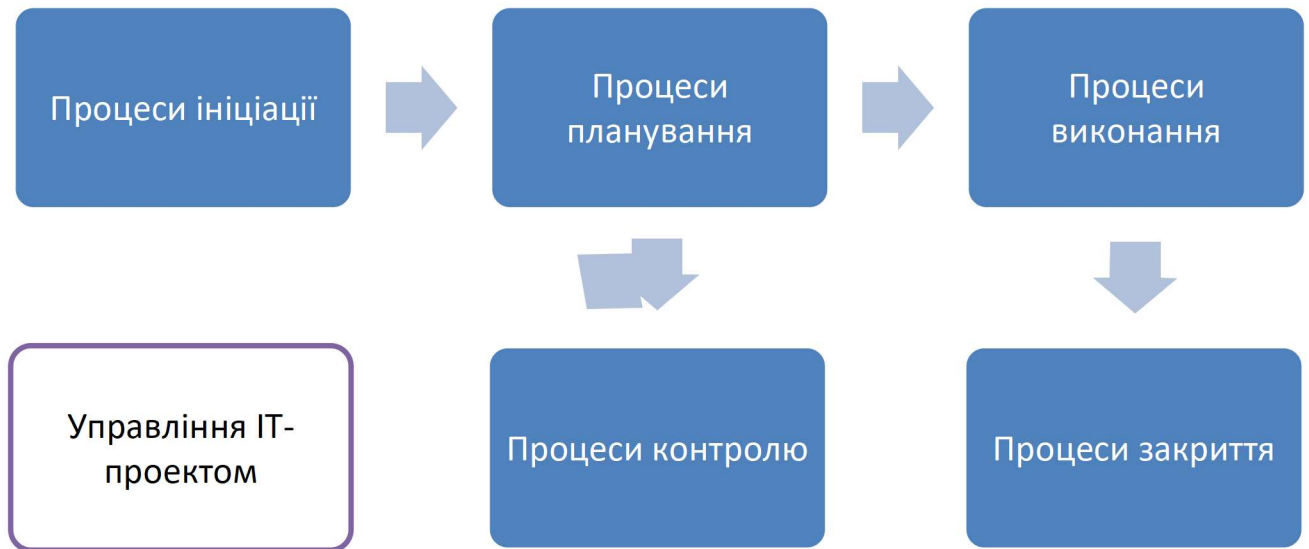 Процеси ініціації
Процеси
планування
Процеси
виконання
Управління ІТ-
проектом
Процеси контролю
Процеси закриття